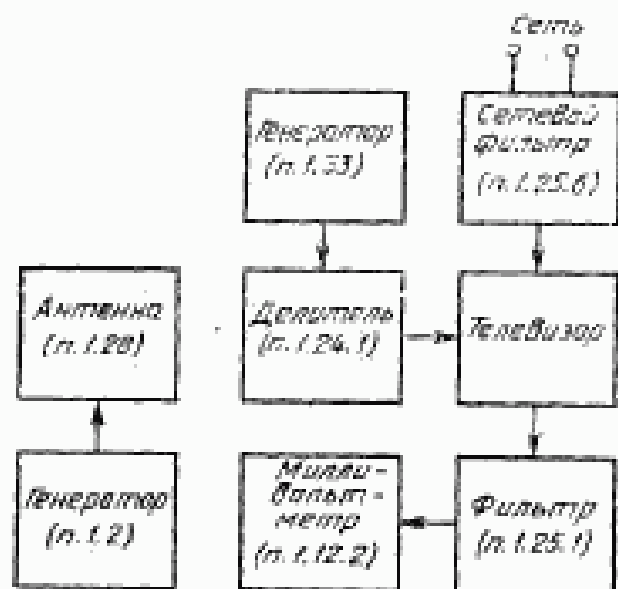 Сеть
Генератор
(п. 1.33)
Сетевой
фильтр
(п. 1.25.6)
Антенна
(п. 1.28)
Делитель
(п. 1.24.1)
Телевизор
Генератор
(п. 1.2)
Милли-
вольт-
метр
(п. 1.12.2)
Фильтр
(п. 1.25.1)